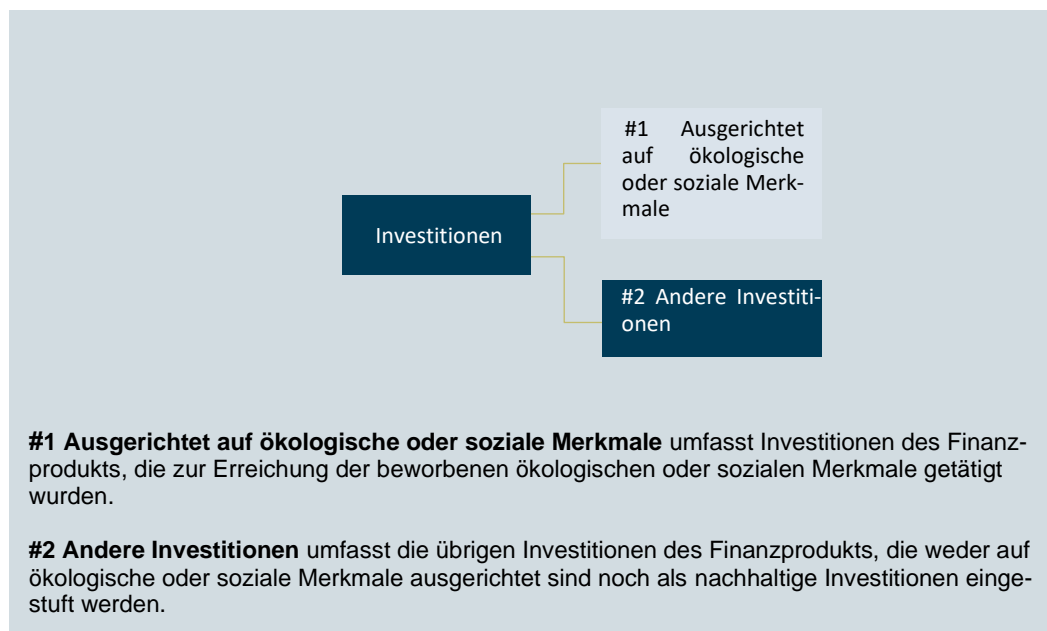 #1 Ausgerichtet
auf ökologische
oder soziale Merk-
male
Investitionen
#2 Andere Investiti-
onen
#1 Ausgerichtet auf ökologische oder soziale Merkmale umfasst Investitionen des Finanz-
produkts, die zur Erreichung der beworbenen ökologischen oder sozialen Merkmale getätigt
wurden.
#2 Andere Investitionen umfasst die übrigen Investitionen des Finanzprodukts, die weder auf
ökologische oder soziale Merkmale ausgerichtet sind noch als nachhaltige Investitionen einge-
stuft werden.